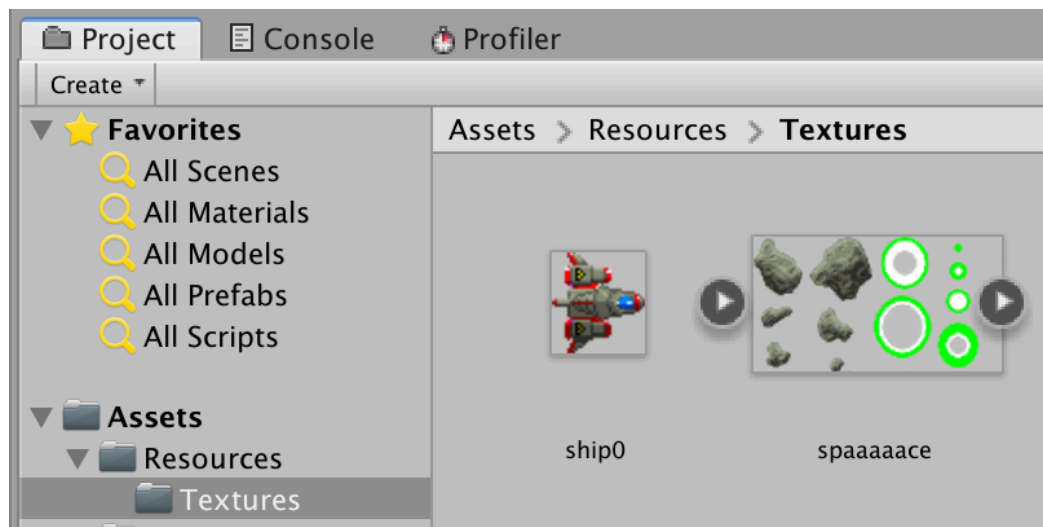 Project Console Profiler
Create
Favorites
All Scenes
All Materials
All Models
All Prefabs
All Scripts
Assets
Resources
Textures
Assets Resources Textures
ship0
spaaaaace